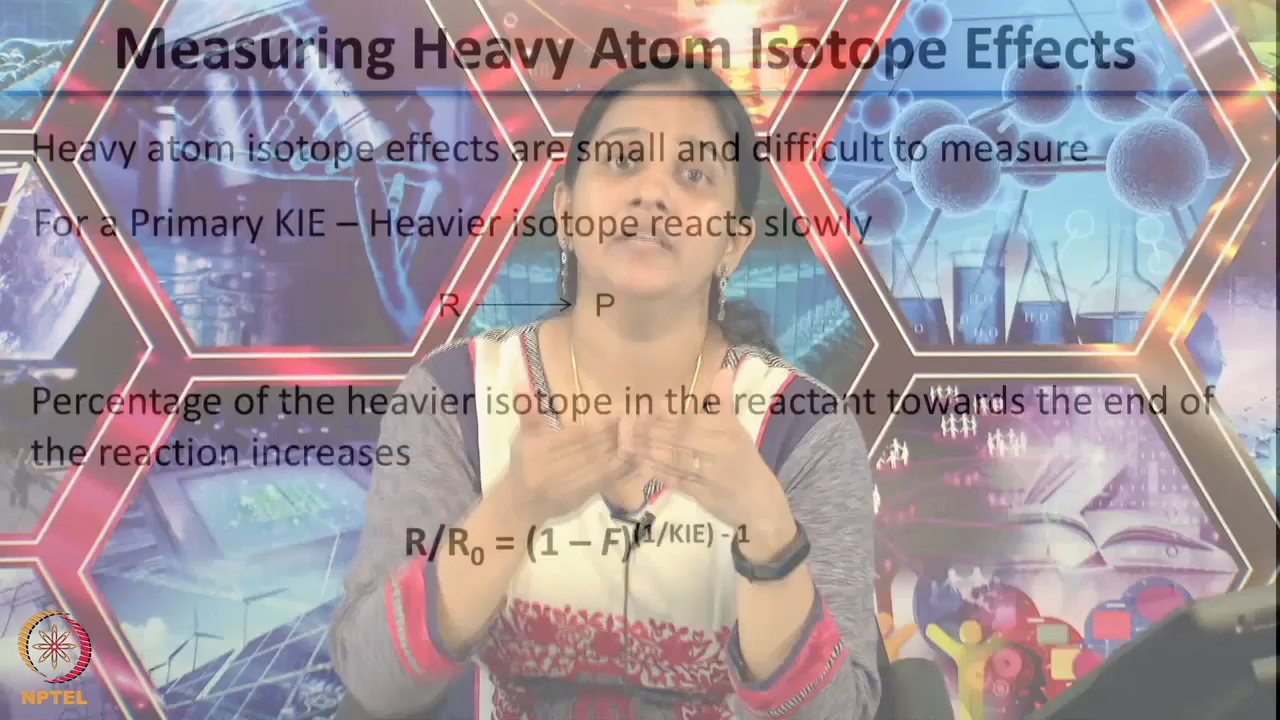 Measuring Heavy Atom Isotope Effects
Heavy atom isotope effects are small and difficult to measure
For a Primary KIE – Heavier isotope reacts slowly
R P
Percentage of the heavier isotope in the reactant towards the end of
the reaction increases
R/R₀ = (1 – F)^(1/KIE) - 1
H₂O
H₂O
O
NPTEL